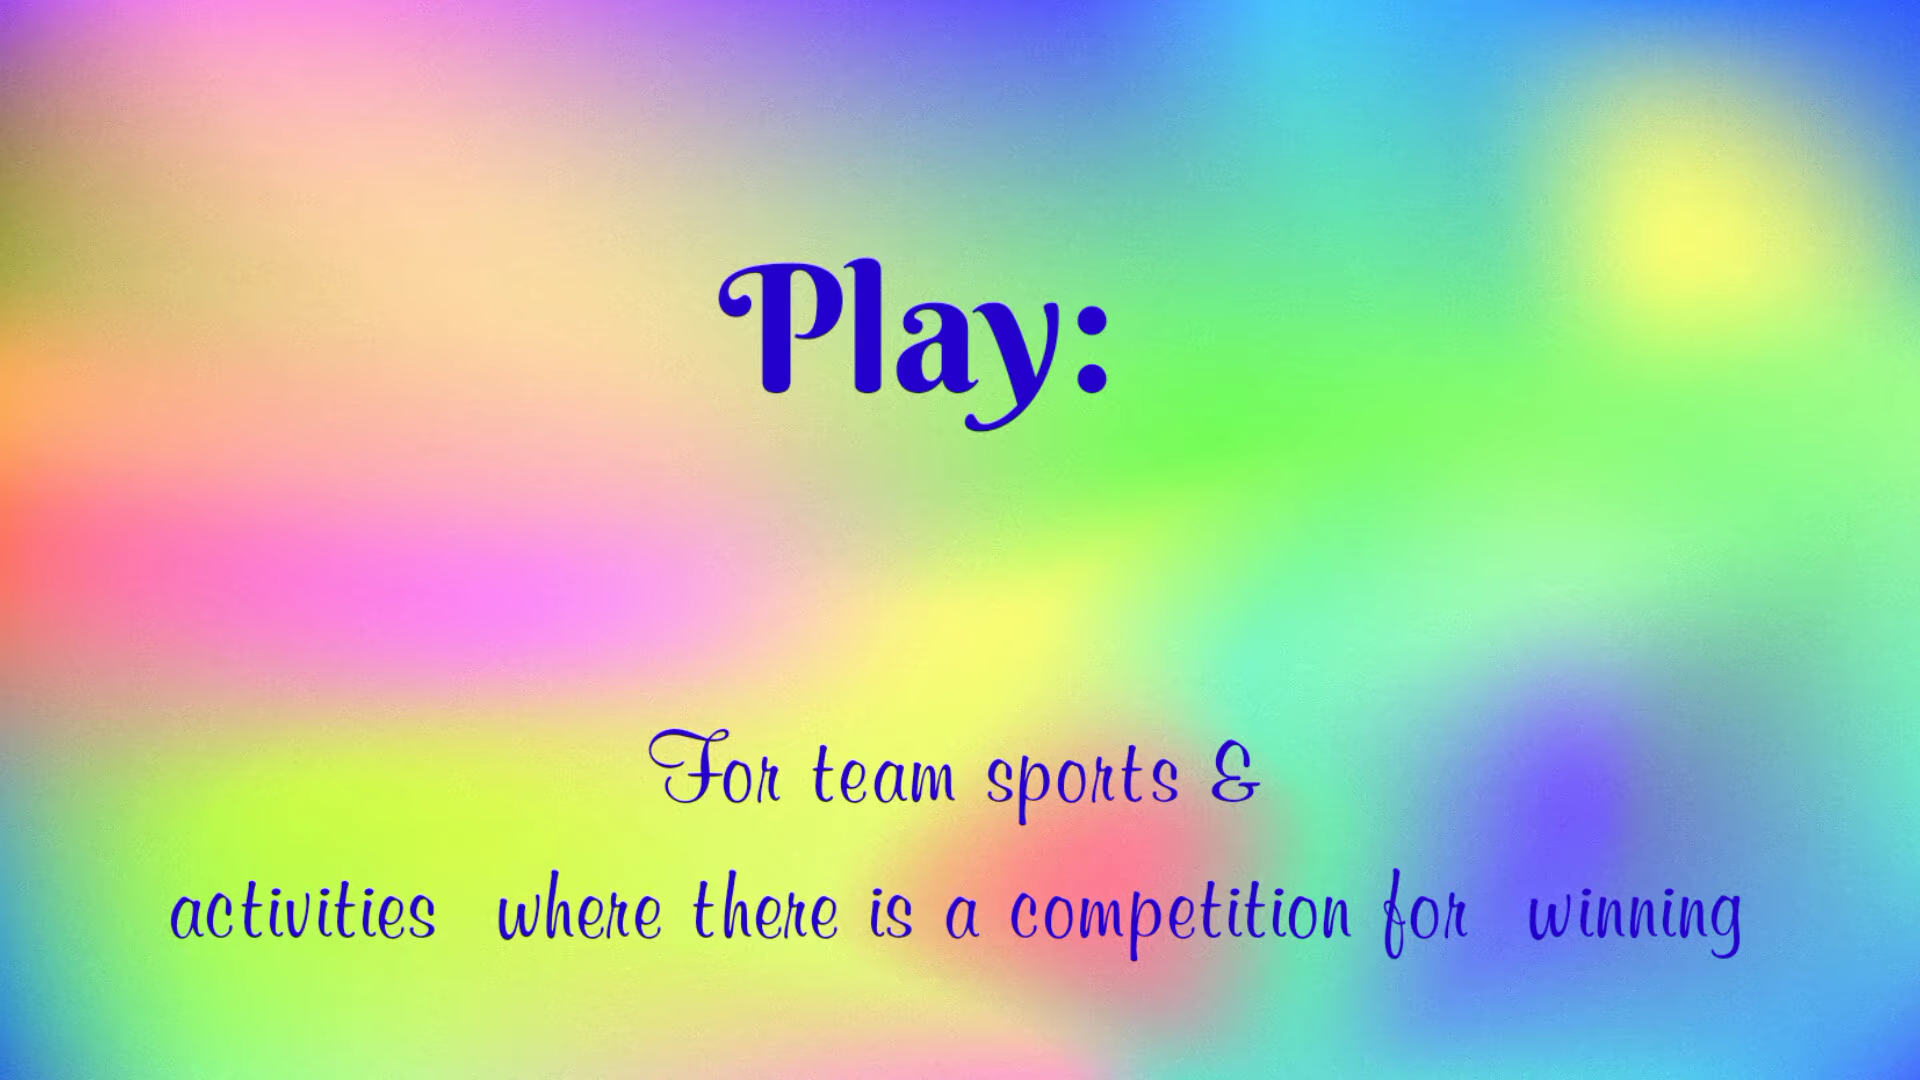 Play:
For team sports &
activities where there is a competition for winning